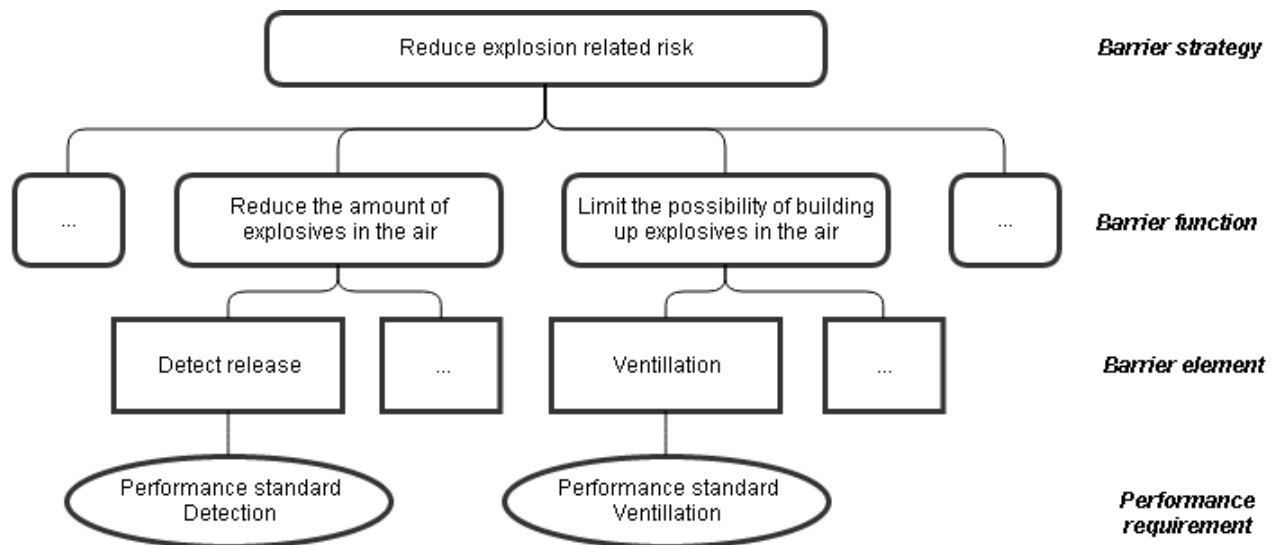 Reduce explosion related risk
Barrier strategy
...
Reduce the amount of
explosives in the air
Limit the possibility of building
up explosives in the air
...
Barrier function
Detect release
...
Ventillation
...
Barrier element
Performance standard
Detection
Performance standard
Ventillation
Performance
requirement